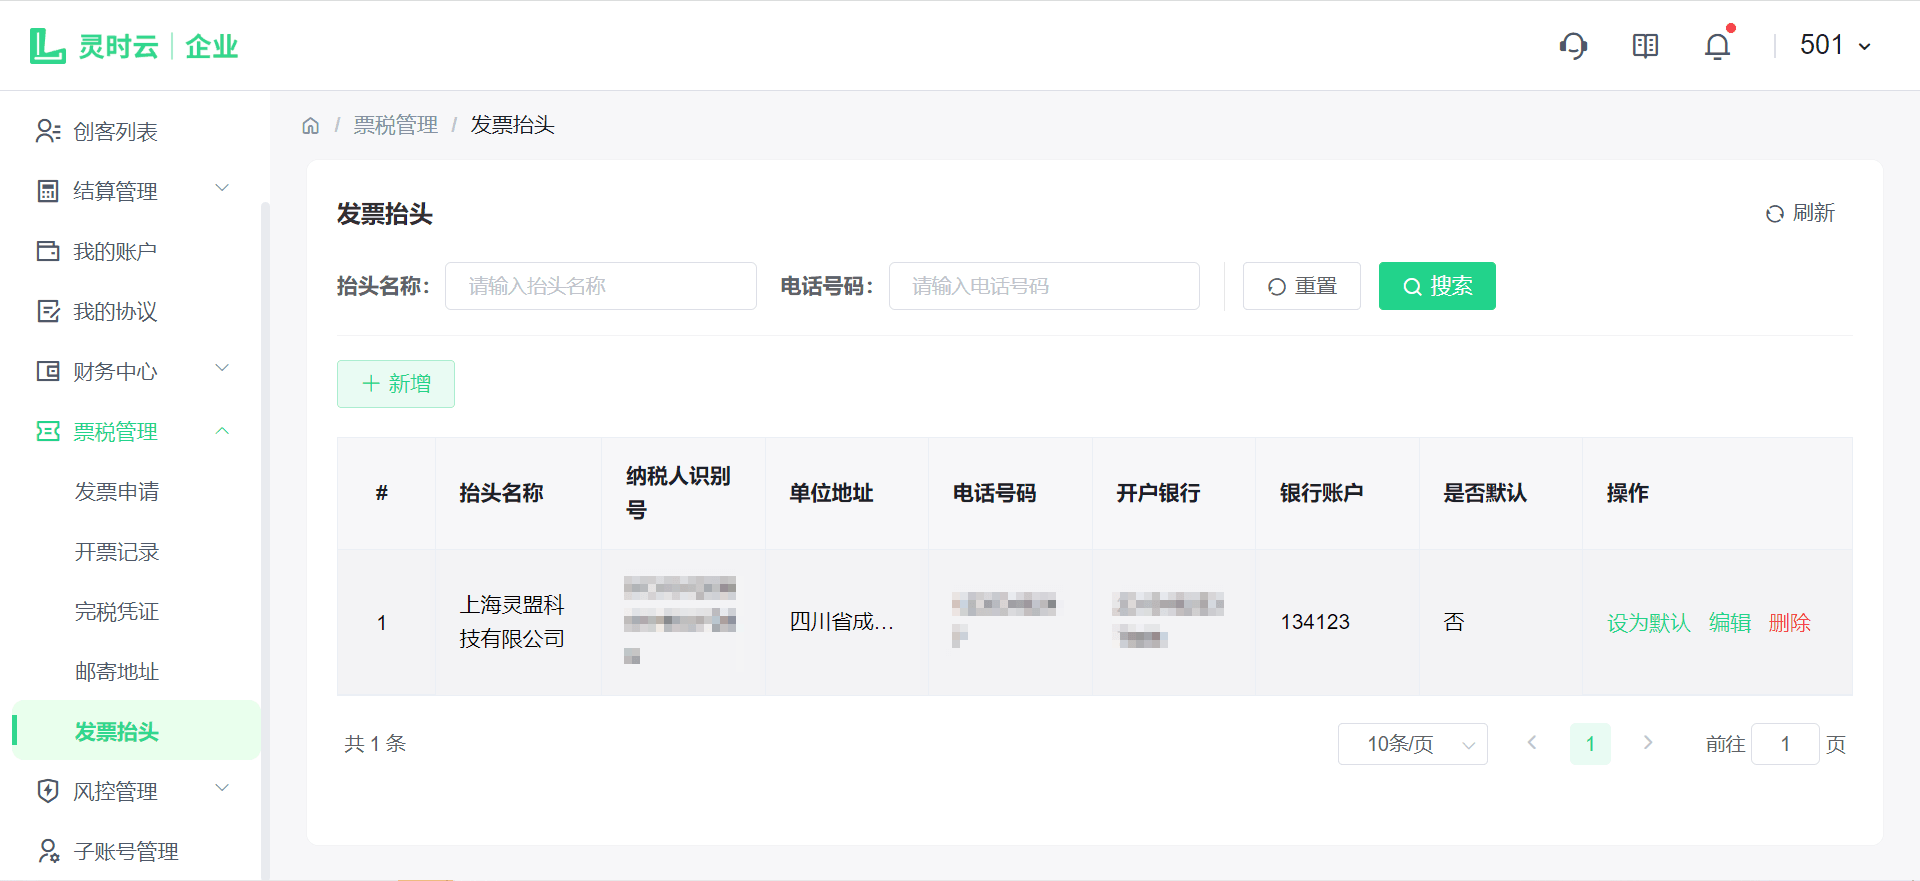 灵时云 | 企业
501
创客列表
结算管理
我的账户
我的协议
财务中心
票税管理
发票申请
开票记录
完税凭证
邮寄地址
发票抬头
风控管理
子账号管理
/ 票税管理 / 发票抬头
发票抬头
刷新
抬头名称： 请输入抬头名称 电话号码： 请输入电话号码 重置 搜索
新增
# 抬头名称 纳税人识别号 单位地址 电话号码 开户银行 银行账户 是否默认 操作
1 上海灵盟科技有限公司 四川省成... 134123 否 设为默认 编辑 删除
共 1 条 10条/页 1 前往 1 页